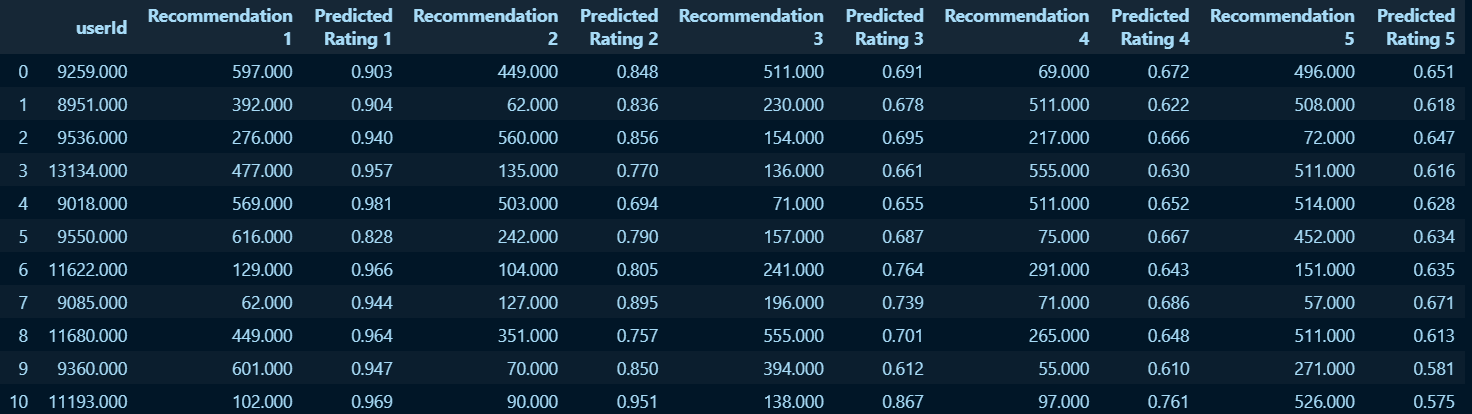 userId Recommendation 1 Predicted Rating 1 Recommendation 2 Predicted Rating 2 Recommendation 3 Predicted Rating 3 Recommendation 4 Predicted Rating 4 Recommendation 5 Predicted Rating 5
0 9259.000 597.000 0.903 449.000 0.848 511.000 0.691 69.000 0.672 496.000 0.651
1 8951.000 392.000 0.904 62.000 0.836 230.000 0.678 511.000 0.622 508.000 0.618
2 9536.000 276.000 0.940 560.000 0.856 154.000 0.695 217.000 0.666 72.000 0.647
3 13134.000 477.000 0.957 135.000 0.770 136.000 0.661 555.000 0.630 511.000 0.616
4 9018.000 569.000 0.981 503.000 0.694 71.000 0.655 511.000 0.652 514.000 0.628
5 9550.000 616.000 0.828 242.000 0.790 157.000 0.687 75.000 0.667 452.000 0.634
6 11622.000 129.000 0.966 104.000 0.805 241.000 0.764 291.000 0.643 151.000 0.635
7 9085.000 62.000 0.944 127.000 0.895 196.000 0.739 71.000 0.686 57.000 0.671
8 11680.000 449.000 0.964 351.000 0.757 555.000 0.701 265.000 0.648 511.000 0.613
9 9360.000 601.000 0.947 70.000 0.850 394.000 0.612 55.000 0.610 271.000 0.581
10 11193.000 102.000 0.969 90.000 0.951 138.000 0.867 97.000 0.761 526.000 0.575